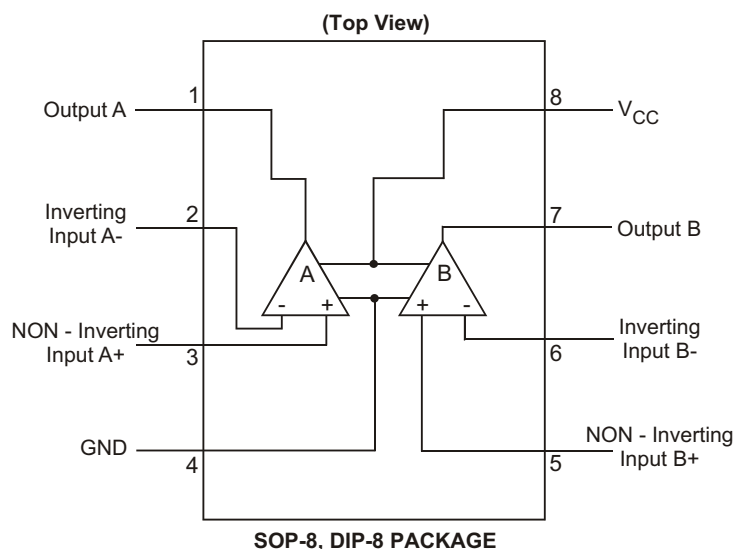 (Top View)
1
Output A
8
V_CC
Inverting
Input A-
2
7
Output B
A
B
-
+
+
-
NON - Inverting
Input A+
3
Inverting
Input B-
6
GND
4
NON - Inverting
Input B+
5
SOP-8, DIP-8 PACKAGE